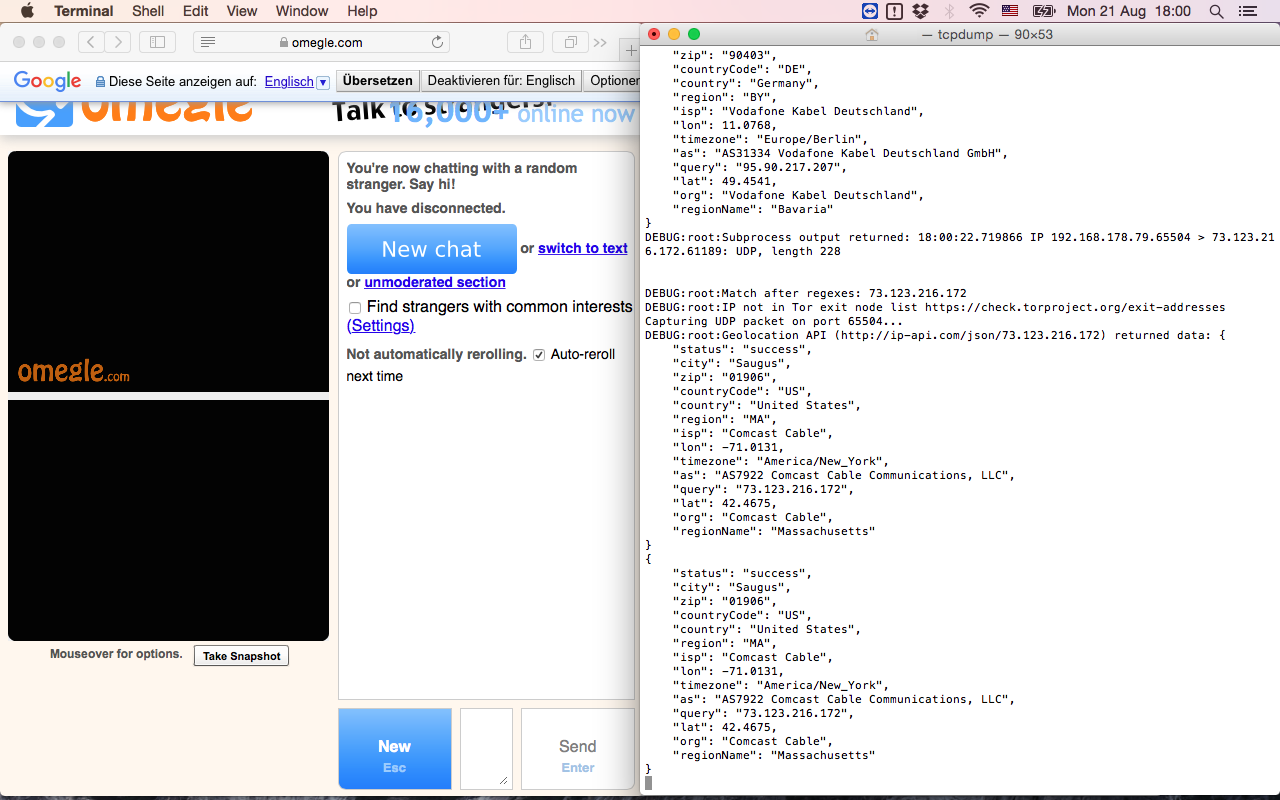 Terminal Shell Edit View Window Help
Mon 21 Aug 18:00
omegle.com
Google Diese Seite anzeigen auf: Englisch Übersetzen Deaktivieren für: Englisch Optionen
omegle Talk to strangers! 16,000+ online now
omegle.com
Mouseover for options. Take Snapshot
You're now chatting with a random
stranger. Say hi!
You have disconnected.
New chat or switch to text
or unmoderated section
Find strangers with common interests
(Settings)
Not automatically rerolling. Auto-reroll
next time
New
Esc
Send
Enter
— tcpdump — 90×53
"zip": "90403",
"countryCode": "DE",
"country": "Germany",
"region": "BY",
"isp": "Vodafone Kabel Deutschland",
"lon": 11.0768,
"timezone": "Europe/Berlin",
"as": "AS31334 Vodafone Kabel Deutschland GmbH",
"query": "95.90.217.207",
"lat": 49.4541,
"org": "Vodafone Kabel Deutschland",
"regionName": "Bavaria"
}
DEBUG:root:Subprocess output returned: 18:00:22.719866 IP 192.168.178.79.65504 > 73.123.21
6.172.61189: UDP, length 228
DEBUG:root:Match after regexes: 73.123.216.172
DEBUG:root:IP not in Tor exit node list https://check.torproject.org/exit-addresses
Capturing UDP packet on port 65504...
DEBUG:root:Geolocation API (http://ip-api.com/json/73.123.216.172) returned data: {
"status": "success",
"city": "Saugus",
"zip": "01906",
"countryCode": "US",
"country": "United States",
"region": "MA",
"isp": "Comcast Cable",
"lon": -71.0131,
"timezone": "America/New_York",
"as": "AS7922 Comcast Cable Communications, LLC",
"query": "73.123.216.172",
"lat": 42.4675,
"org": "Comcast Cable",
"regionName": "Massachusetts"
}
{
"status": "success",
"city": "Saugus",
"zip": "01906",
"countryCode": "US",
"country": "United States",
"region": "MA",
"isp": "Comcast Cable",
"lon": -71.0131,
"timezone": "America/New_York",
"as": "AS7922 Comcast Cable Communications, LLC",
"query": "73.123.216.172",
"lat": 42.4675,
"org": "Comcast Cable",
"regionName": "Massachusetts"
}